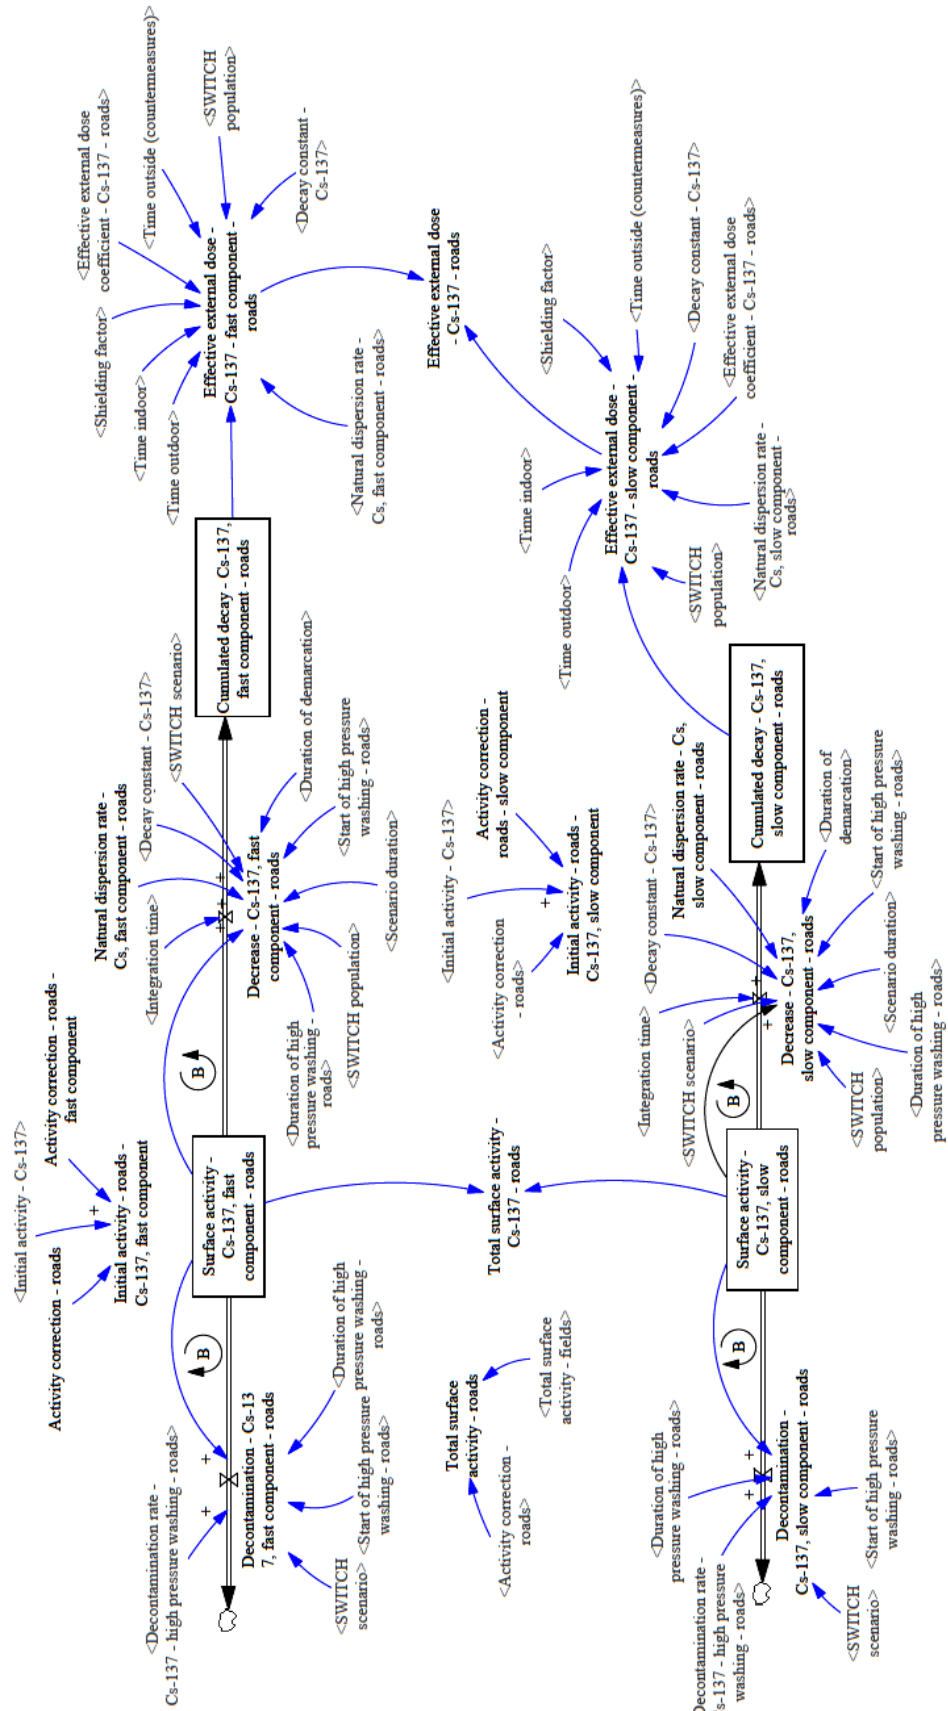 <Initial activity - Cs-137>
Activity correction - roads
Activity correction - roads -
fast component
Initial activity - roads -
Cs-137, fast component
<Decontamination rate -
Cs-137 - high pressure washing - roads>
+
+
B
Decontamination - Cs-13
7, fast component - roads
<SWITCH
scenario>
<Start of high pressure
washing - roads>
<Duration of high
pressure washing -
roads>
Surface activity -
Cs-137, fast
component - roads
B
<Integration time>
Natural dispersion rate -
Cs, fast component - roads
<Decay constant - Cs-137>
<SWITCH scenario>
+
+
+
+
Decrease - Cs-137, fast
component - roads
<Duration of high
pressure washing -
roads>
<SWITCH population>
<Scenario duration>
<Start of high pressure
washing - roads>
<Duration of demarcation>
Cumulated decay - Cs-137,
fast component - roads
<Time outdoor>
<Time indoor>
<Shielding factor>
<Effective external dose
coefficient - Cs-137 - roads>
<Time outside (countermeasures)>
<SWITCH
population>
<Decay constant -
Cs-137>
Effective external dose -
Cs-137 - fast component -
roads
<Natural dispersion rate -
Cs, fast component - roads>
Effective external dose
- Cs-137 - roads
Total surface
activity - roads
<Activity correction -
roads>
<Total surface
activity - fields>
Total surface activity -
Cs-137 - roads
<Initial activity - Cs-137>
Activity correction -
roads - slow component
<Activity correction
- roads>
+
Initial activity - roads -
Cs-137, slow component
<Time outdoor>
<Time indoor>
<Shielding factor>
<Time outside (countermeasures)>
<Decay constant - Cs-137>
<Effective external dose
coefficient - Cs-137 - roads>
Effective external dose -
Cs-137 - slow component -
roads
<SWITCH
population>
<Natural dispersion rate -
Cs, slow component -
roads>
<Duration of high
pressure washing - roads>
Decontamination rate -
s-137 - high pressure
washing - roads>
+
+
B
Decontamination -
Cs-137, slow component - roads
<SWITCH
scenario>
<Start of high pressure
washing - roads>
Surface activity -
Cs-137, slow
component - roads
B
<Integration time>
<SWITCH scenario>
<Decay constant - Cs-137>
Natural dispersion rate - Cs,
slow component - roads
+
+
Decrease - Cs-137,
slow component - roads
<SWITCH
population>
<Duration of high
pressure washing - roads>
<Scenario duration>
<Start of high pressure
washing - roads>
<Duration of
demarcation>
Cumulated decay - Cs-137,
slow component - roads